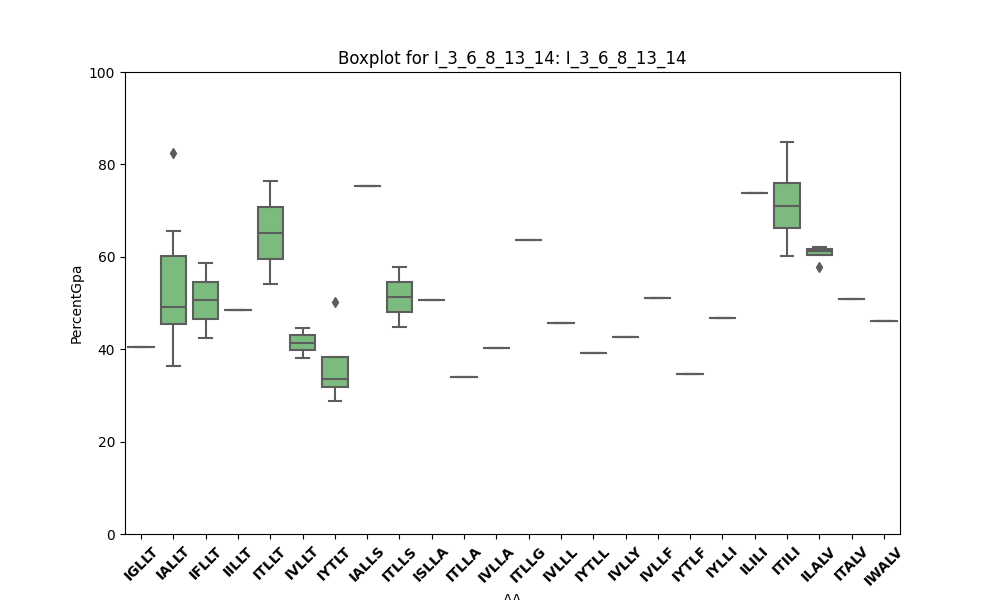 Boxplot for I_3_6_8_13_14: I_3_6_8_13_14
100
80
60
40
20
0
PercentGpa
IGLLT IALLT IFLLT IILLT ITLLT IVLLT IYTLT IALLS ITLLS ISLLA ITLLA IVLLA ITLLG IVLLL IYTLL IVLLY IVLLF IYTLF IYLLI ILILI ITILI ILALV ITALV IWALV
AA